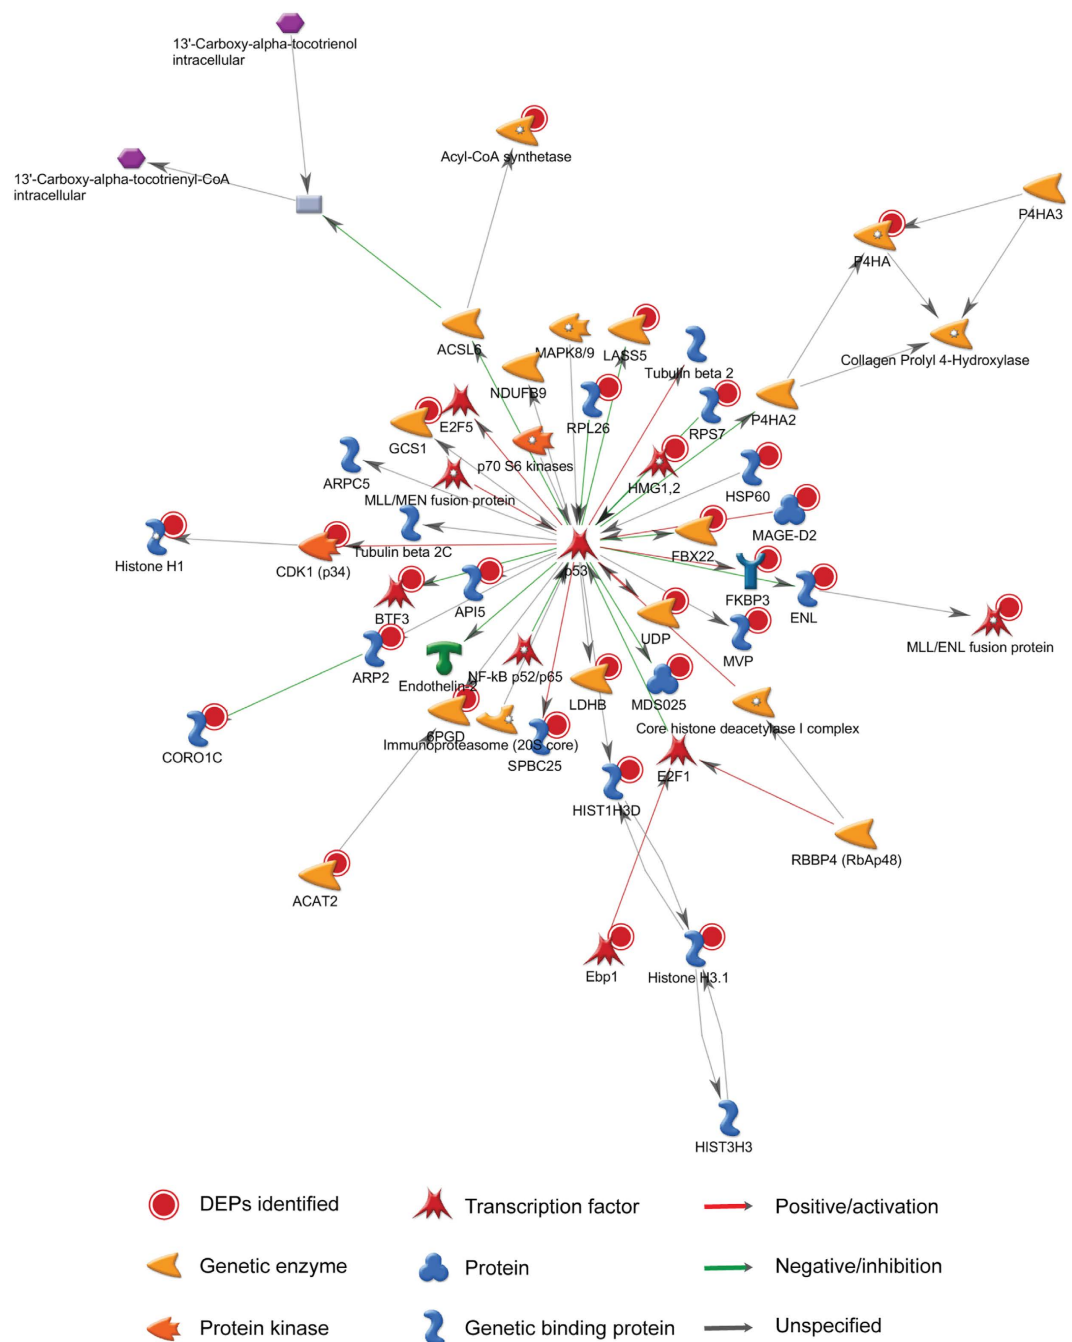 13'-Carboxy-alpha-tocotrienol
intracellular
Acyl-CoA synthetase
13'-Carboxy-alpha-tocotrienyl-CoA
intracellular
P4HA3
P4HA
ACSL6
MAPK8/9
LASS5
Tubulin beta 2
Collagen Prolyl 4-Hydroxylase
NDUFB9
RPL26
RPS7
P4HA2
E2F5
GCS1
p70 S6 kinases
ARPC5
MLL/MEN fusion protein
HMG1,2
HSP60
MAGE-D2
Tubulin beta 2C
FBX22
Histone H1
CDK1 (p34)
p53
FKBP3
ENL
BTF3
API5
UDP
MVP
MLL/ENL fusion protein
ARP2
Endothelin-2
NF-kB p52/p65
LDHB
MDS025
Core histone deacetylase I complex
6PGD
Immunoproteasome (20S core)
SPBC25
CORO1C
E2F1
HIST1H3D
RBBP4 (RbAp48)
ACAT2
Ebp1
Histone H3.1
HIST3H3
DEPs identified
Transcription factor
Positive/activation
Genetic enzyme
Protein
Negative/inhibition
Protein kinase
Genetic binding protein
Unspecified